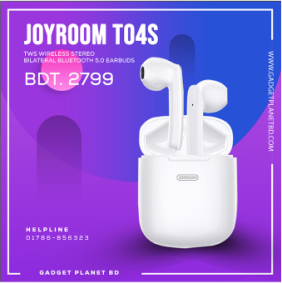 JOYROOM T04S
TWS WIRELESS STEREO
BILATERAL BLUETOOTH 5.0 EARBUDS
BDT. 2799
WWW.GADGETPLANETBD.COM
JOYROOM
HELPLINE
01786-856323
GADGET PLANET BD